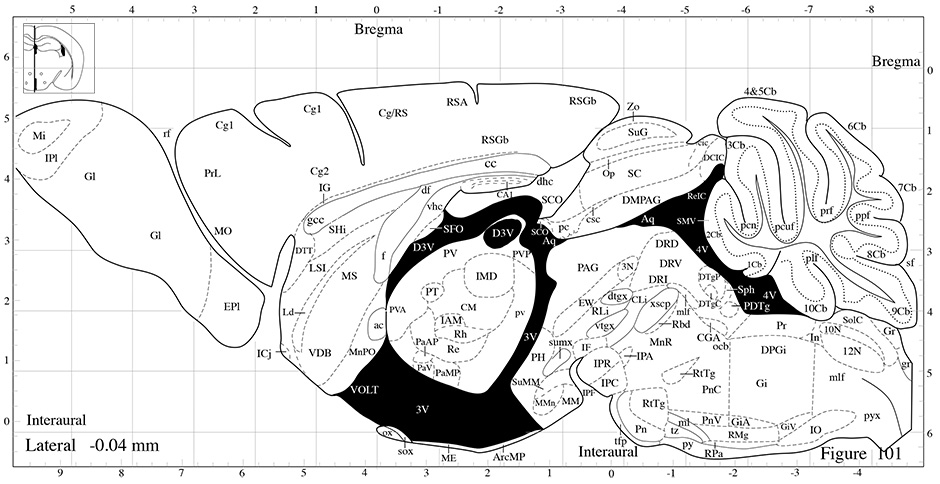 5 4 3 2 1 0 -1 -2 -3 -4 -5 -6 -7 -8
Bregma
Bregma
6 5 4 3 2 1 0
0 1 2 3 4 5 6
Mi
IPl
Gl
Gl
EPl
rf
MO
PrL
Cg1
Cg1
Cg2
Cg/RS
RSA
RSGb
RSGb
IG
gcc
cc
SHi
DTT
LSI
MS
Ld
ICj
VDB
MnPO
df
vhc
dhc
CA1
f
ac
SFO
D3V
D3V
PV
PVP
PVA
IMD
PT
CM
IAM
Rh
Re
PaAP
PaV
PaMP
pv
3V
3V
VOLT
ox
sox
ME
ArcMP
PH
SuMM
MMn
MM
sumx
IF
IPF
IPR
IPC
IPA
SCO
SCO
Aq
Aq
pc
csc
Zo
SuG
Op
SC
cic
DCIC
DMPAG
ReIC
SMV
4V
4V
PAG
EW
RLi
CLi
3N
dtgx
vtgx
xscp
Rbd
DRD
DRV
DRI
mlf
MnR
DTgP
DTgC
Sph
PDTg
CGA
ocb
RtTg
RtTg
PnC
PnV
Pn
tfp
tz
ml
py
RPa
RMg
GiA
GiV
Gi
DPGi
Pr
In
10N
SolC
12N
Gr
gr
mlf
IO
pyx
4&5Cb
3Cb
2Cb
1Cb
6Cb
7Cb
8Cb
9Cb
10Cb
pcn
pcuf
prf
ppf
plf
sf
Interaural
Lateral -0.04 mm
Interaural
Figure 101
9 8 7 6 5 4 3 2 1 0 -1 -2 -3 -4